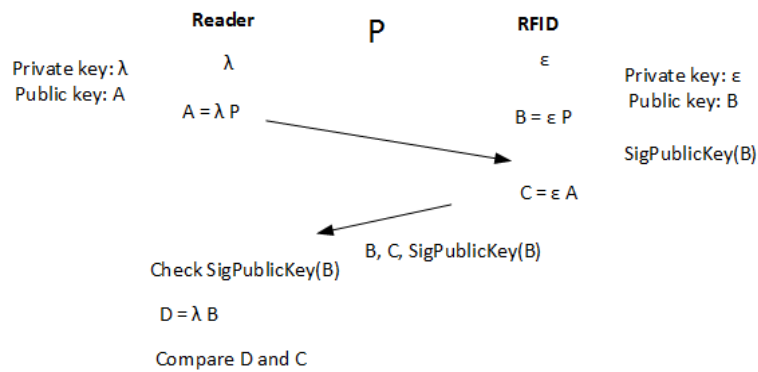 Reader
P
RFID
λ
ε
Private key: λ
Public key: A
Private key: ε
Public key: B
A = λ P
B = ε P
SigPublicKey(B)
C = ε A
B, C, SigPublicKey(B)
Check SigPublicKey(B)
D = λ B
Compare D and C